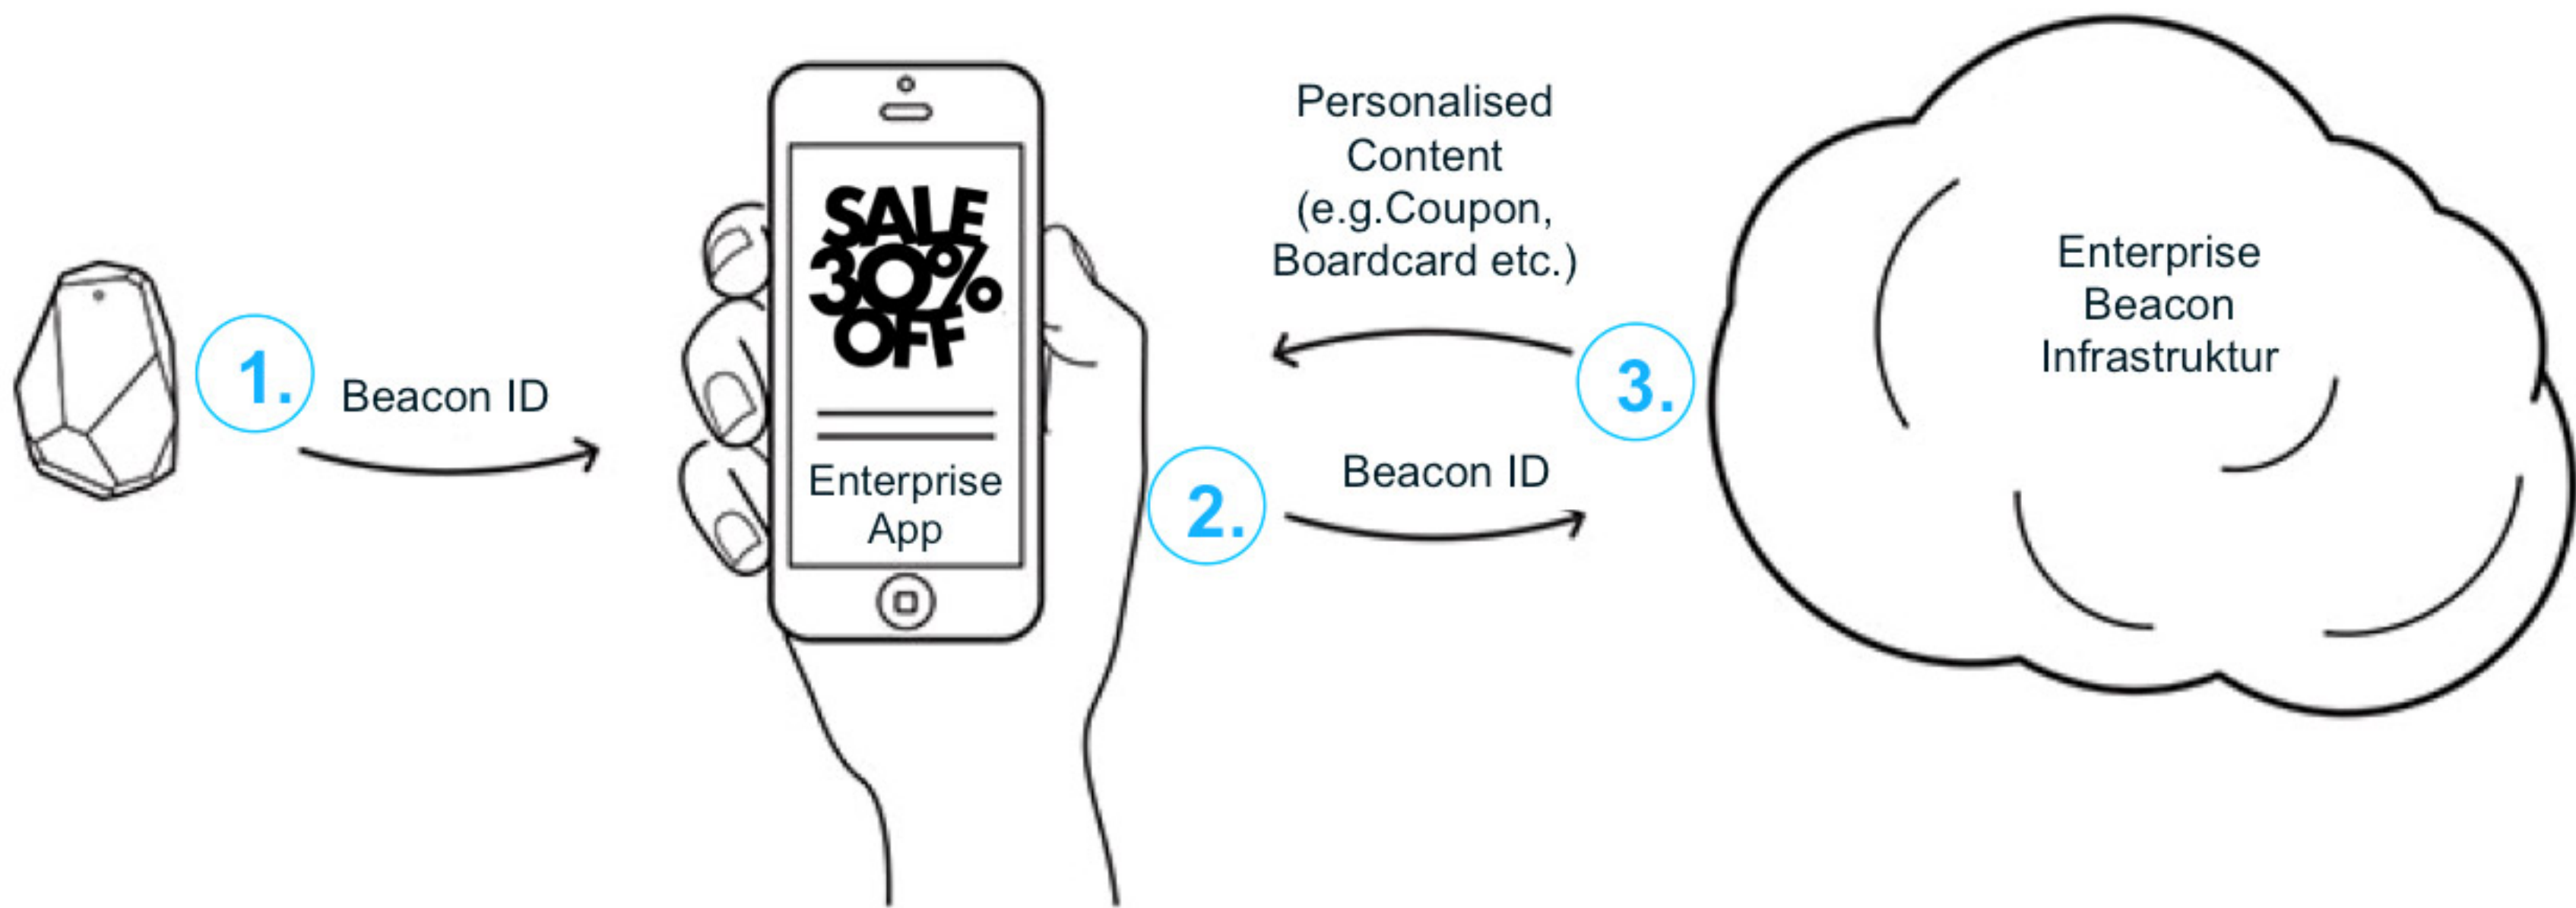 1.
Beacon ID
SALE
30%
OFF
Enterprise
App
Personalised
Content
(e.g.Coupon,
Boardcard etc.)
3.
2.
Beacon ID
Enterprise
Beacon
Infrastruktur